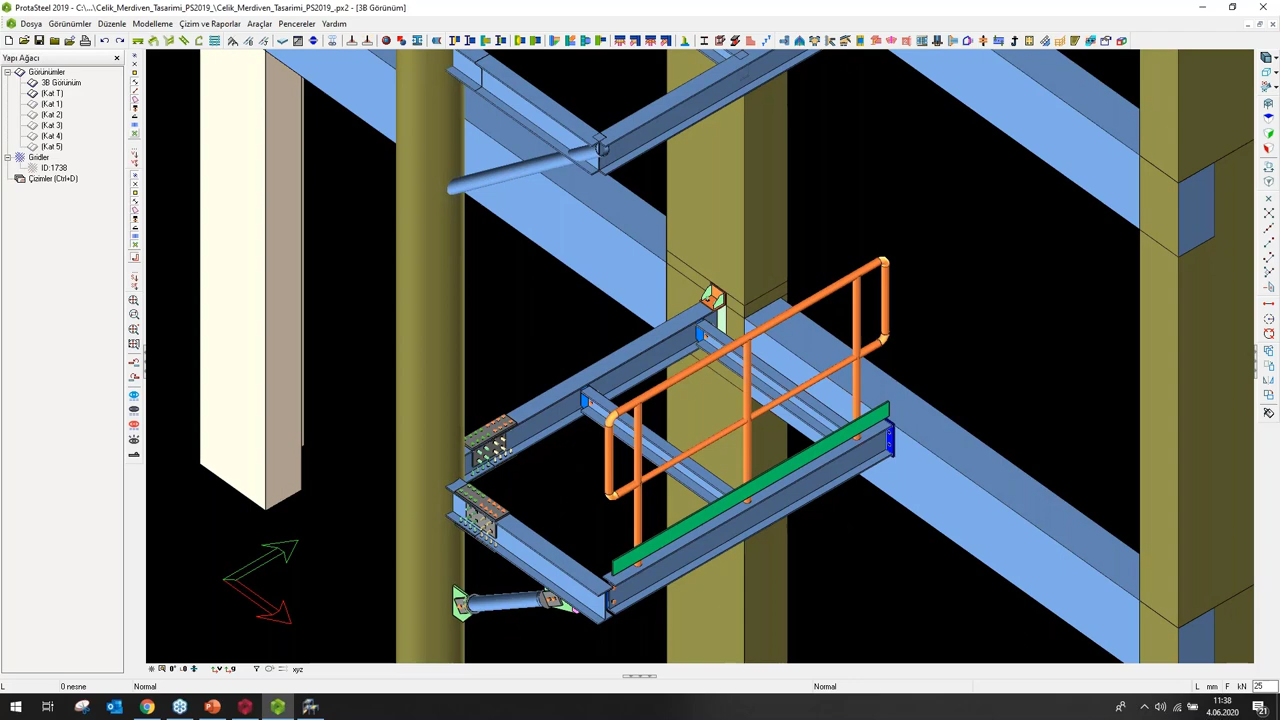 ProtaSteel 2019 - C:\...\Celik_Merdiven_Tasarimi_PS2019_\Celik_Merdiven_Tasarimi_PS2019_.px2 - [3B Görünüm]
Dosya Görünümler Düzenle Modelleme Çizim ve Raporlar Araçlar Pencereler Yardım
Yapı Ağacı
Görünümler
3B Görünüm
(Kat T)
(Kat 1)
(Kat 2)
(Kat 3)
(Kat 4)
(Kat 5)
Gridler
ID:1738
Çizimler (Ctrl+D)
xyz
L 0 nesne Normal Normal L mm F kN 25
11:38
4.06.2020
21